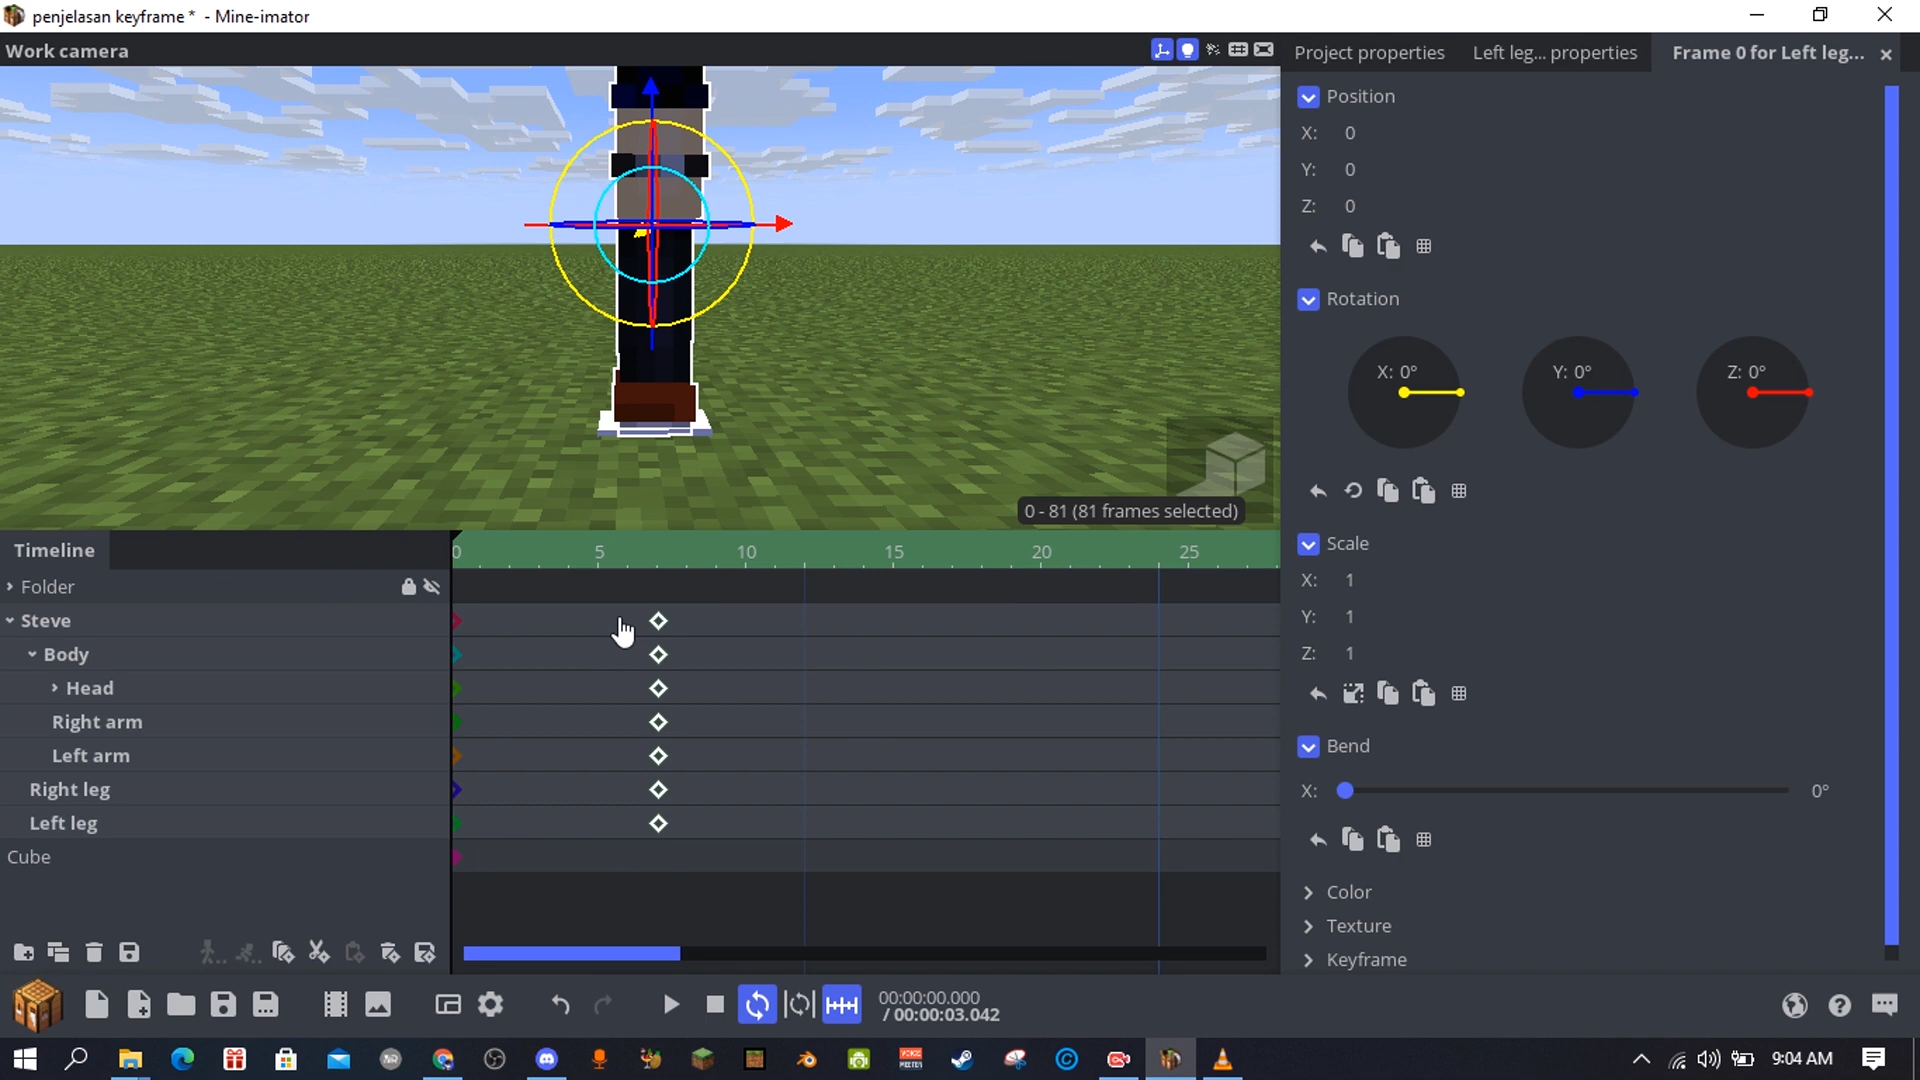 penjelasan keyframe * - Mine-imator
Work camera
Project properties
Left leg... properties
Frame 0 for Left leg...
Position
X: 0
Y: 0
Z: 0
Rotation
X: 0°
Y: 0°
Z: 0°
0 - 81 (81 frames selected)
Scale
X: 1
Y: 1
Z: 1
Bend
X: 0°
Color
Texture
Keyframe
Timeline
0 5 10 15 20 25
Folder
Steve
Body
Head
Right arm
Left arm
Right leg
Left leg
Cube
00:00:00.000
/ 00:00:03.042
9:04 AM